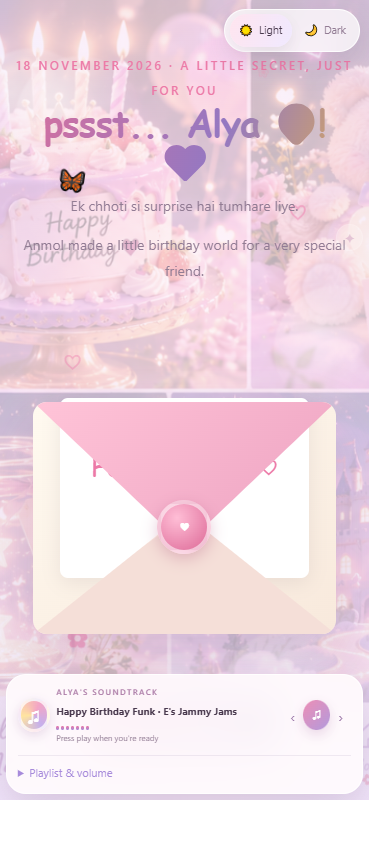 Light
Dark
18 NOVEMBER 2026 · A LITTLE SECRET, JUST
FOR YOU
pssst... Alya 🎈!
💜
Ek chhoti si surprise hai tumhare liye.
Happy
Birthday
Anmol made a little birthday world for a very special
friend.
ALYA'S SOUNDTRACK
Happy Birthday Funk · E's Jammy Jams
Press play when you're ready
Playlist & volume